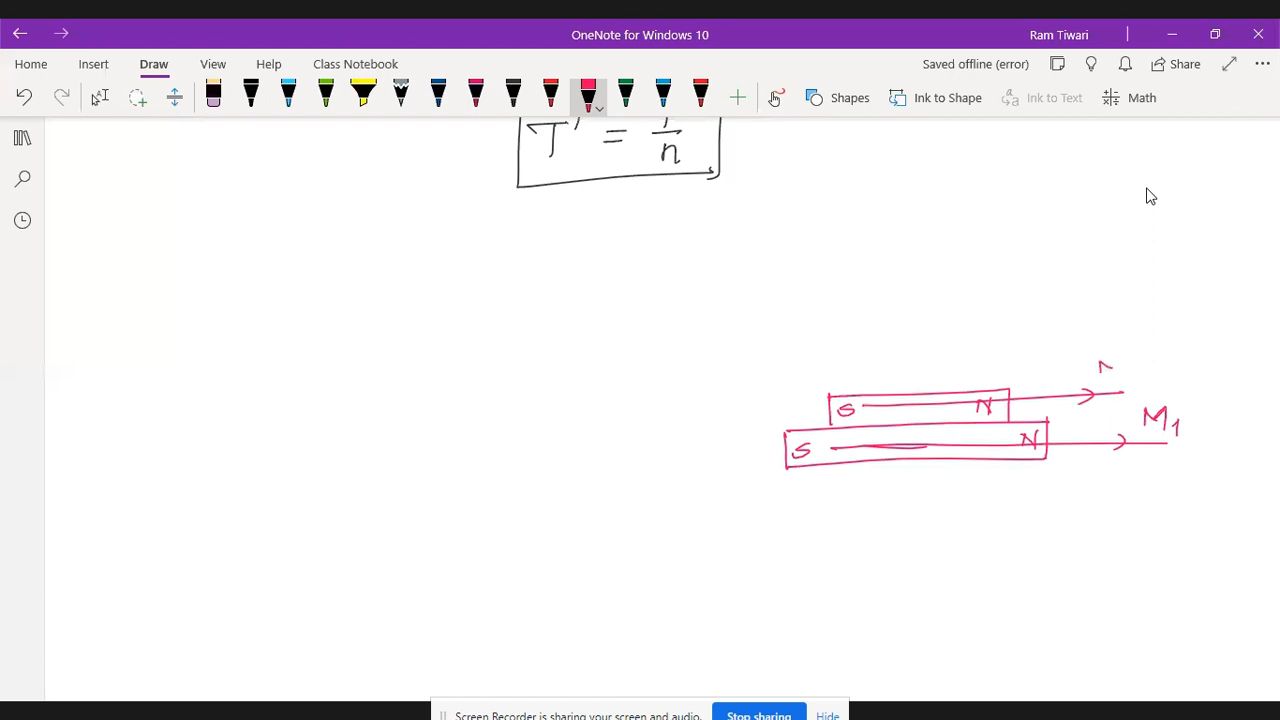 OneNote for Windows 10
Ram Tiwari
Home Insert Draw View Help Class Notebook
Saved offline (error) Share
Shapes Ink to Shape Ink to Text Math
T' = T/n
S N
M1
S N
Screen Recorder is sharing your screen and audio. Stop sharing Hide